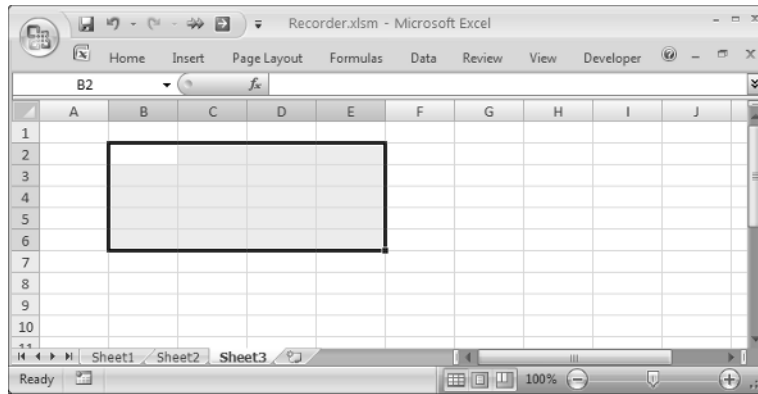 Recorder.xlsm - Microsoft Excel
Home Insert Page Layout Formulas Data Review View Developer
B2 fx
A B C D E F G H I J
1
2
3
4
5
6
7
8
9
10
11
Sheet1 Sheet2 Sheet3
Ready 100%